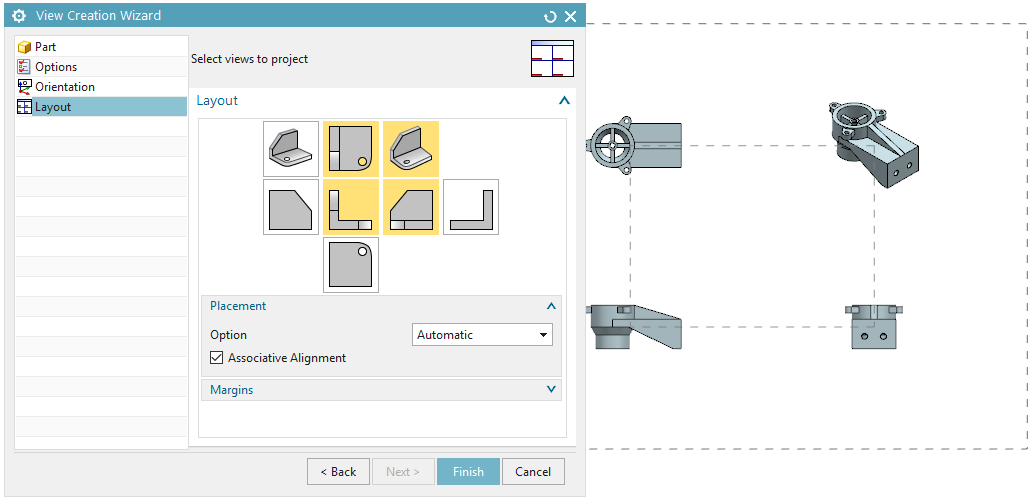 View Creation Wizard
Part
Options
Orientation
Layout
Select views to project
Layout
Placement
Option
Automatic
Associative Alignment
Margins
< Back
Next >
Finish
Cancel